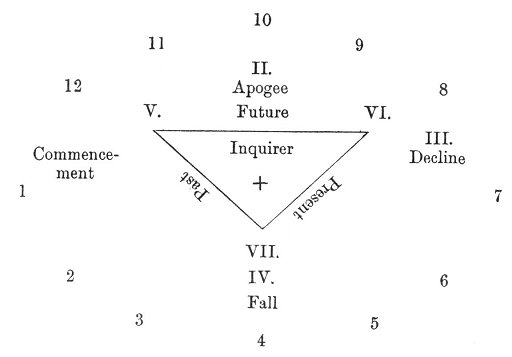 10
11
9
II.
12
Apogee
8
V.
Future
VI.
III.
Commence-
ment
Inquirer
Decline
1
Past
+
Present
7
VII.
2
IV.
6
Fall
3
5
4